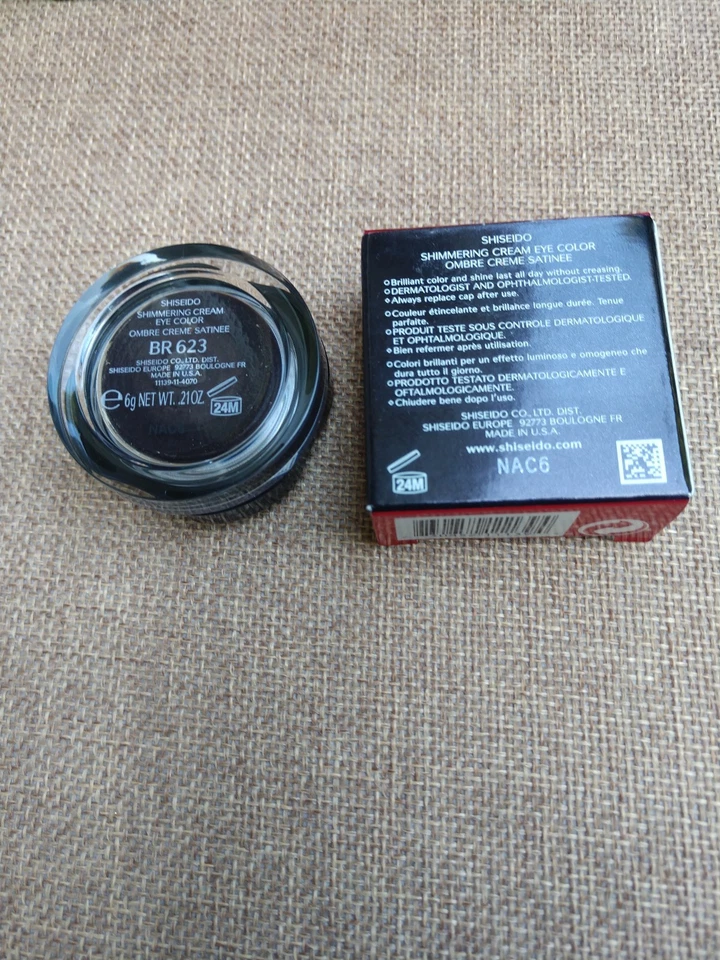 SHISEIDO
SHIMMERING CREAM
EYE COLOR
OMBRE CREME SATINEE
BR 623
SHISEIDO CO., LTD. DIST.
SHISEIDO EUROPE 92773 BOULOGNE FR
MADE IN U.S.A.
11139-11-4070
℮ 6g NET WT. .21OZ.
24M
NAC6
SHISEIDO
SHIMMERING CREAM EYE COLOR
OMBRE CREME SATINEE
Brilliant color and shine last all day without creasing.
DERMATOLOGIST AND OPHTHALMOLOGIST-TESTED.
Always replace cap after use.
Couleur étincelante et brillance longue durée. Tenue
parfaite.
PRODUIT TESTE SOUS CONTROLE DERMATOLOGIQUE
ET OPHTALMOLOGIQUE.
Bien refermer après utilisation.
Colori brillanti per un effetto luminoso e omogeneo che
dura tutto il giorno.
PRODOTTO TESTATO DERMATOLOGICAMENTE E
OFTALMOLOGICAMENTE.
Chiudere bene dopo l'uso.
SHISEIDO CO., LTD. DIST.
SHISEIDO EUROPE 92773 BOULOGNE FR
MADE IN U.S.A.
www.shiseido.com
NAC6
24M